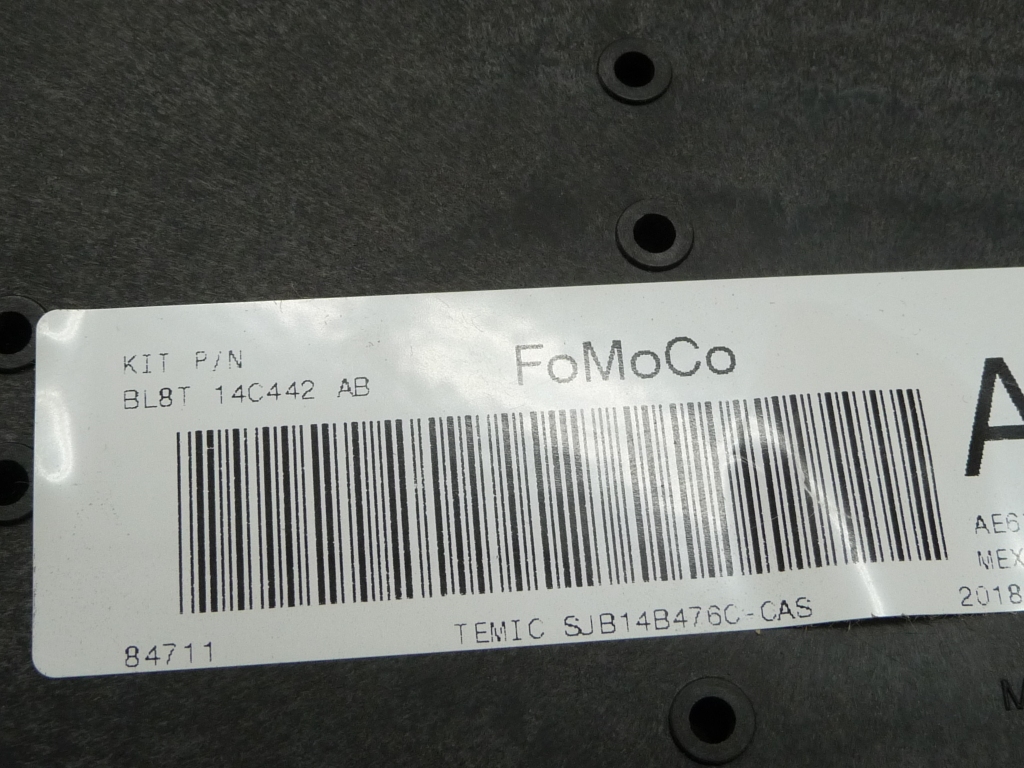 KIT P/N
BL8T 14C442 AB
FoMoCo
A
AE6
MEX
2018
84711
TEMIC SJB14B476C-CAS
M